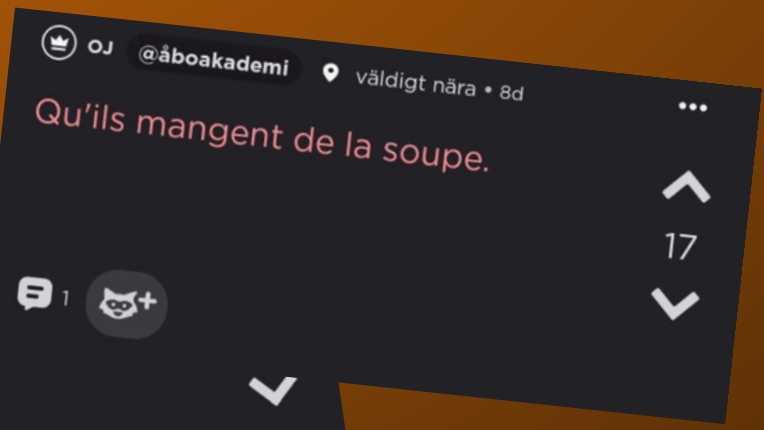 OJ @åboakademi väldigt nära • 8d
Qu'ils mangent de la soupe.
17
1